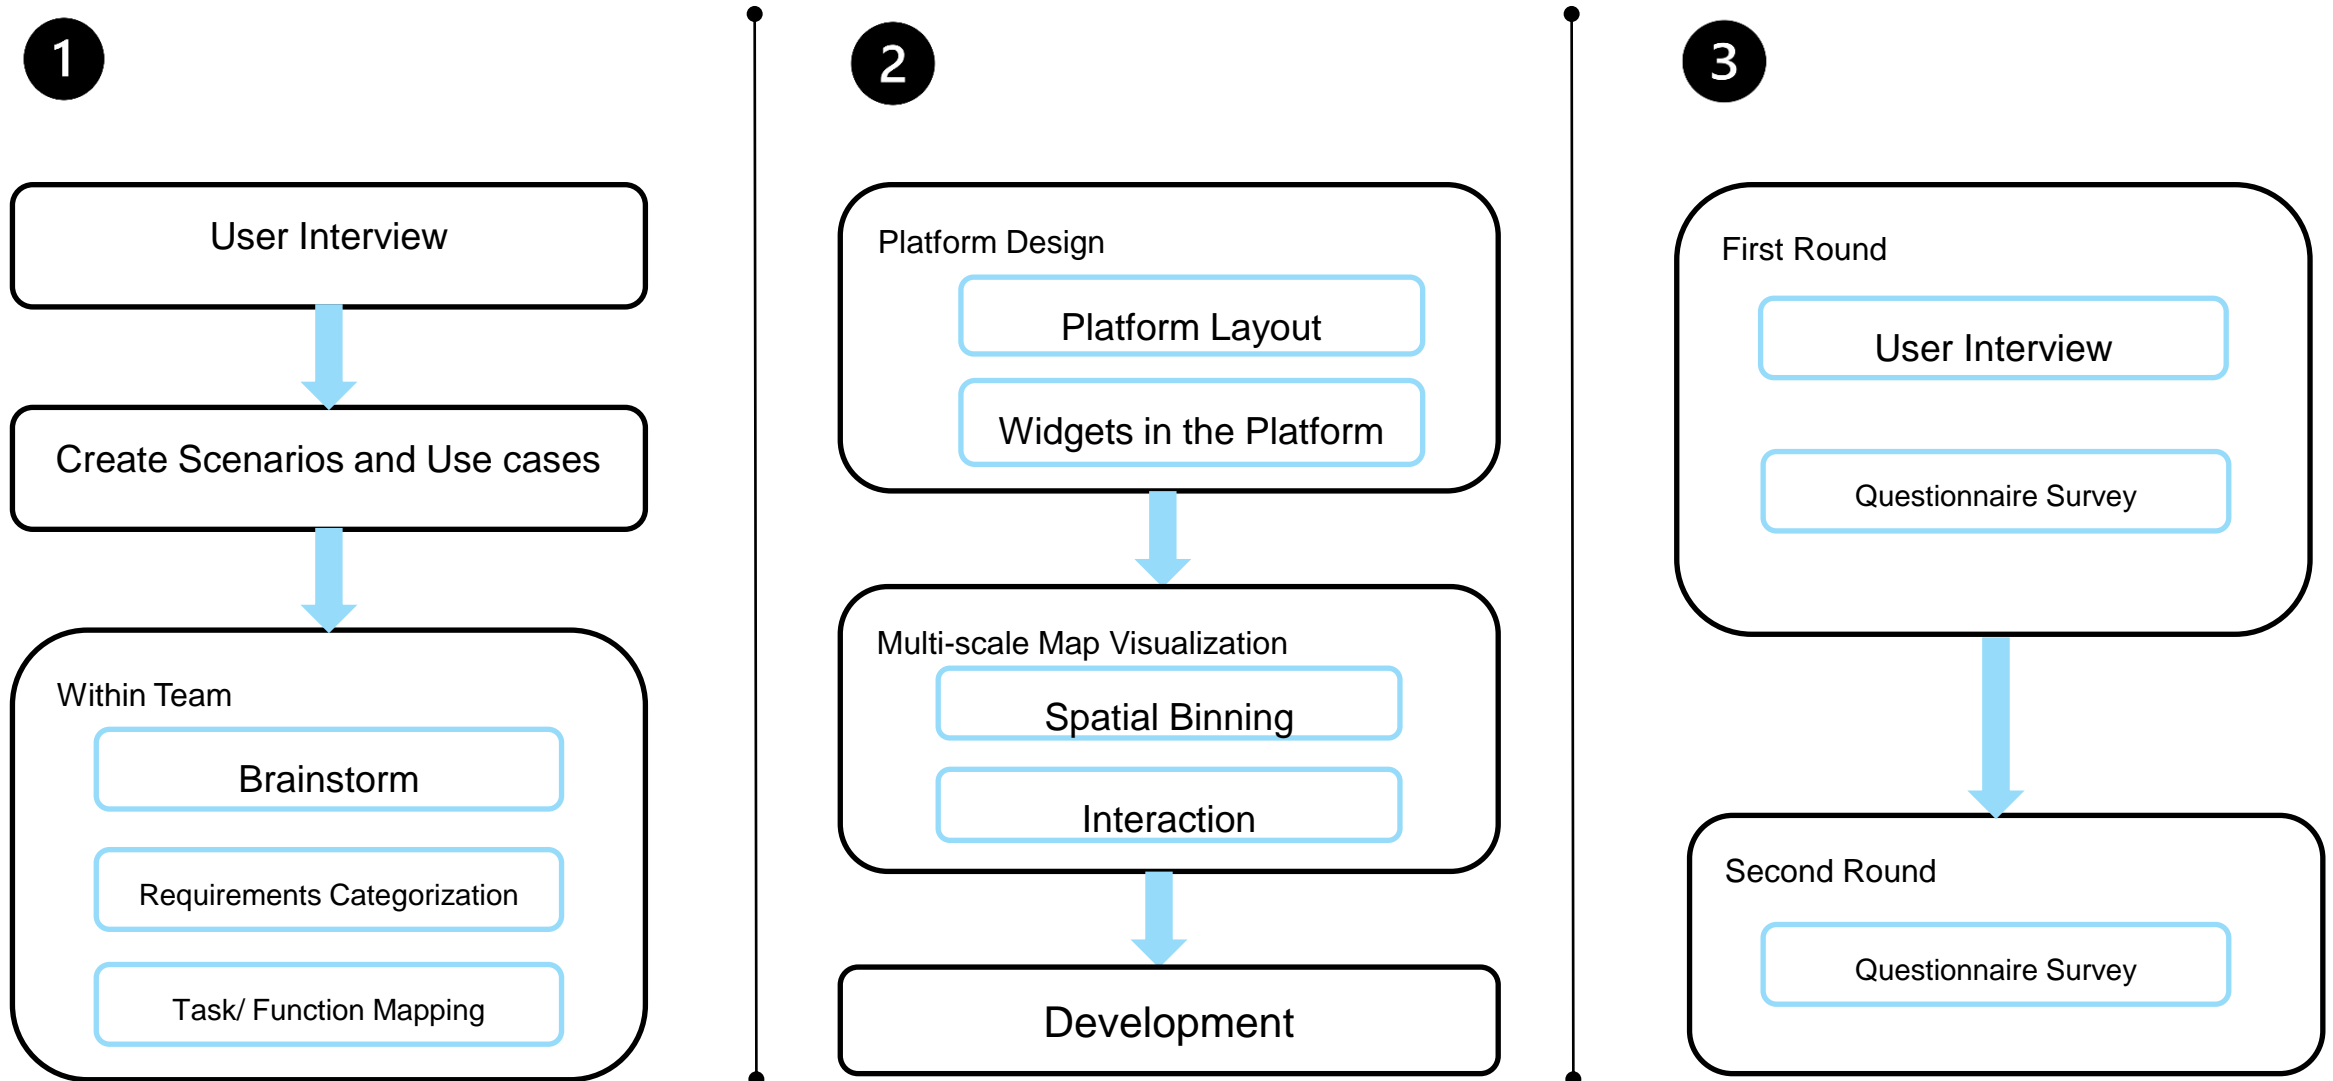 1
User Interview
Create Scenarios and Use cases
Within Team
Brainstorm
Requirements Categorization
Task/ Function Mapping
2
Platform Design
Platform Layout
Widgets in the Platform
Multi-scale Map Visualization
Spatial Binning
Interaction
Development
3
First Round
User Interview
Questionnaire Survey
Second Round
Questionnaire Survey